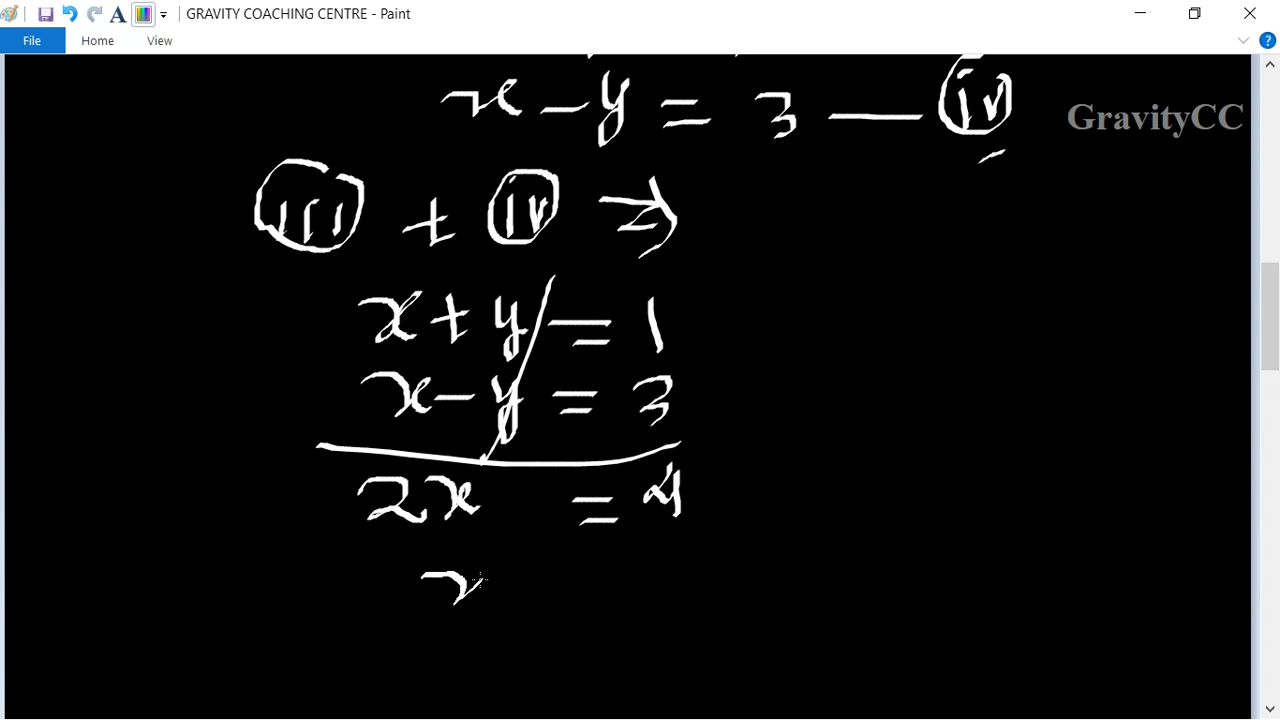 GRAVITY COACHING CENTRE - Paint
File Home View
x - y = 3 — (iv)
GravityCC
(iii) + (iv) ⇒
x + y = 1
x - y = 3
2x = 4
x